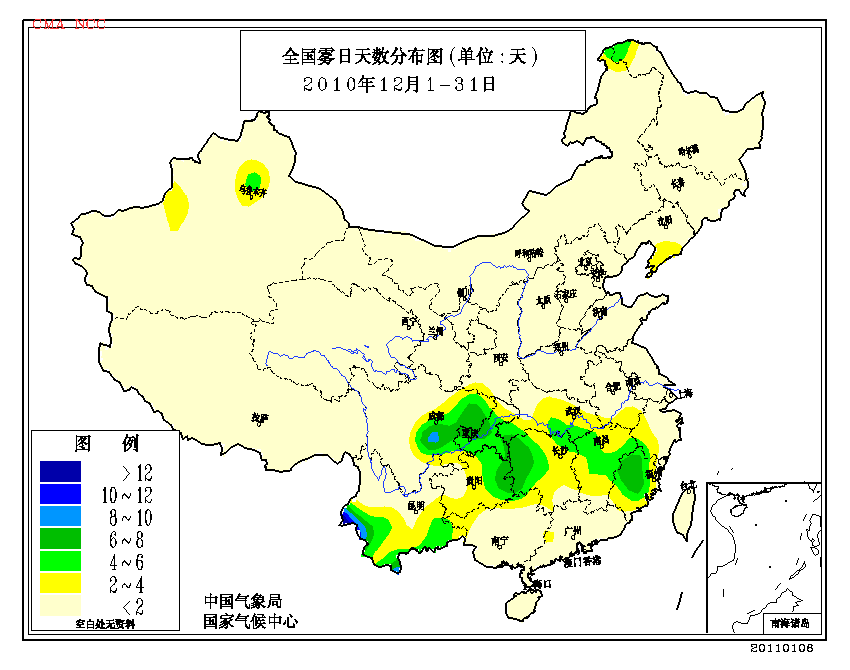 CMA NCC
全国雾日天数分布图(单位:天)
2010年12月1-31日
哈尔滨
长春
乌鲁木齐
沈阳
呼和浩特
北京
天津
银川
太原
石家庄
济南
西宁
兰州
郑州
西安
合肥
南京
上海
拉萨
成都
武汉
重庆
南昌
长沙
贵阳
福州
台北
昆明
南宁
广州
澳门
香港
海口
图 例
>12
10~12
8~10
6~8
4~6
2~4
<2
空白处无资料
中国气象局
国家气候中心
南海诸岛
20110106